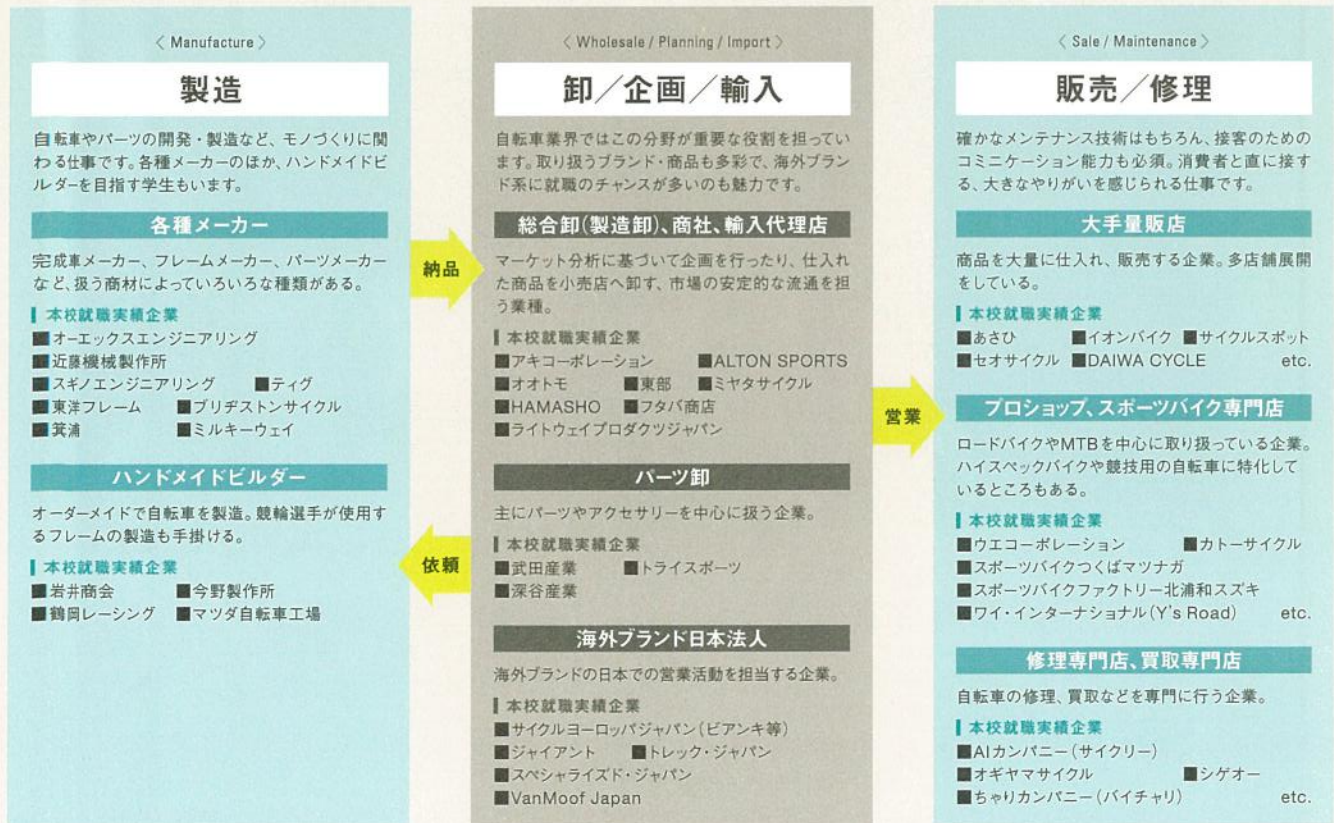 〈 Manufacture 〉
製造
自転車やパーツの開発・製造など、モノづくりに関
わる仕事です。各種メーカーのほか、ハンドメイドビ
ルダーを目指す学生もいます。
各種メーカー
完成車メーカー、フレームメーカー、パーツメーカー
など、扱う商材によっていろいろな種類がある。
本校就職実績企業
■オーエックスエンジニアリング
■近藤機械製作所
■スギノエンジニアリング ■ティグ
■東洋フレーム ■ブリヂストンサイクル
■箕浦 ■ミルキーウェイ
ハンドメイドビルダー
オーダーメイドで自転車を製造。競輪選手が使用す
るフレームの製造も手掛ける。
本校就職実績企業
■岩井商会 ■今野製作所
■鶴岡レーシング ■マツダ自転車工場
納品
依頼
〈 Wholesale / Planning / Import 〉
卸／企画／輸入
自転車業界ではこの分野が重要な役割を担ってい
ます。取り扱うブランド・商品も多彩で、海外ブラン
ド系に就職のチャンスが多いのも魅力です。
総合卸(製造卸)、商社、輸入代理店
マーケット分析に基づいて企画を行ったり、仕入れ
た商品を小売店へ卸す、市場の安定的な流通を担
う業種。
本校就職実績企業
■アキコーポレーション ■ALTON SPORTS
■オオトモ ■東部 ■ミヤタサイクル
■HAMASHO ■フタバ商店
■ライトウェイプロダクツジャパン
パーツ卸
主にパーツやアクセサリーを中心に扱う企業。
本校就職実績企業
■武田産業 ■トライスポーツ
■深谷産業
海外ブランド日本法人
海外ブランドの日本での営業活動を担当する企業。
本校就職実績企業
■サイクルヨーロッパジャパン(ビアンキ等)
■ジャイアント ■トレック・ジャパン
■スペシャライズド・ジャパン
■VanMoof Japan
営業
〈 Sale / Maintenance 〉
販売／修理
確かなメンテナンス技術はもちろん、接客のための
コミニケーション能力も必須。消費者と直に接す
る、大きなやりがいを感じられる仕事です。
大手量販店
商品を大量に仕入れ、販売する企業。多店舗展開
をしている。
本校就職実績企業
■あさひ ■イオンバイク ■サイクルスポット
■セオサイクル ■DAIWA CYCLE etc.
プロショップ、スポーツバイク専門店
ロードバイクやMTBを中心に取り扱っている企業。
ハイスペックバイクや競技用の自転車に特化して
いるところもある。
本校就職実績企業
■ウエコーポレーション ■カトーサイクル
■スポーツバイクつくばマツナガ
■スポーツバイクファクトリー北浦和スズキ
■ワイ・インターナショナル(Y's Road) etc.
修理専門店、買取専門店
自転車の修理、買取などを専門に行う企業。
本校就職実績企業
■AIカンパニー(サイクリー)
■オギヤマサイクル ■シゲオー
■ちゃりカンパニー(バイチャリ) etc.